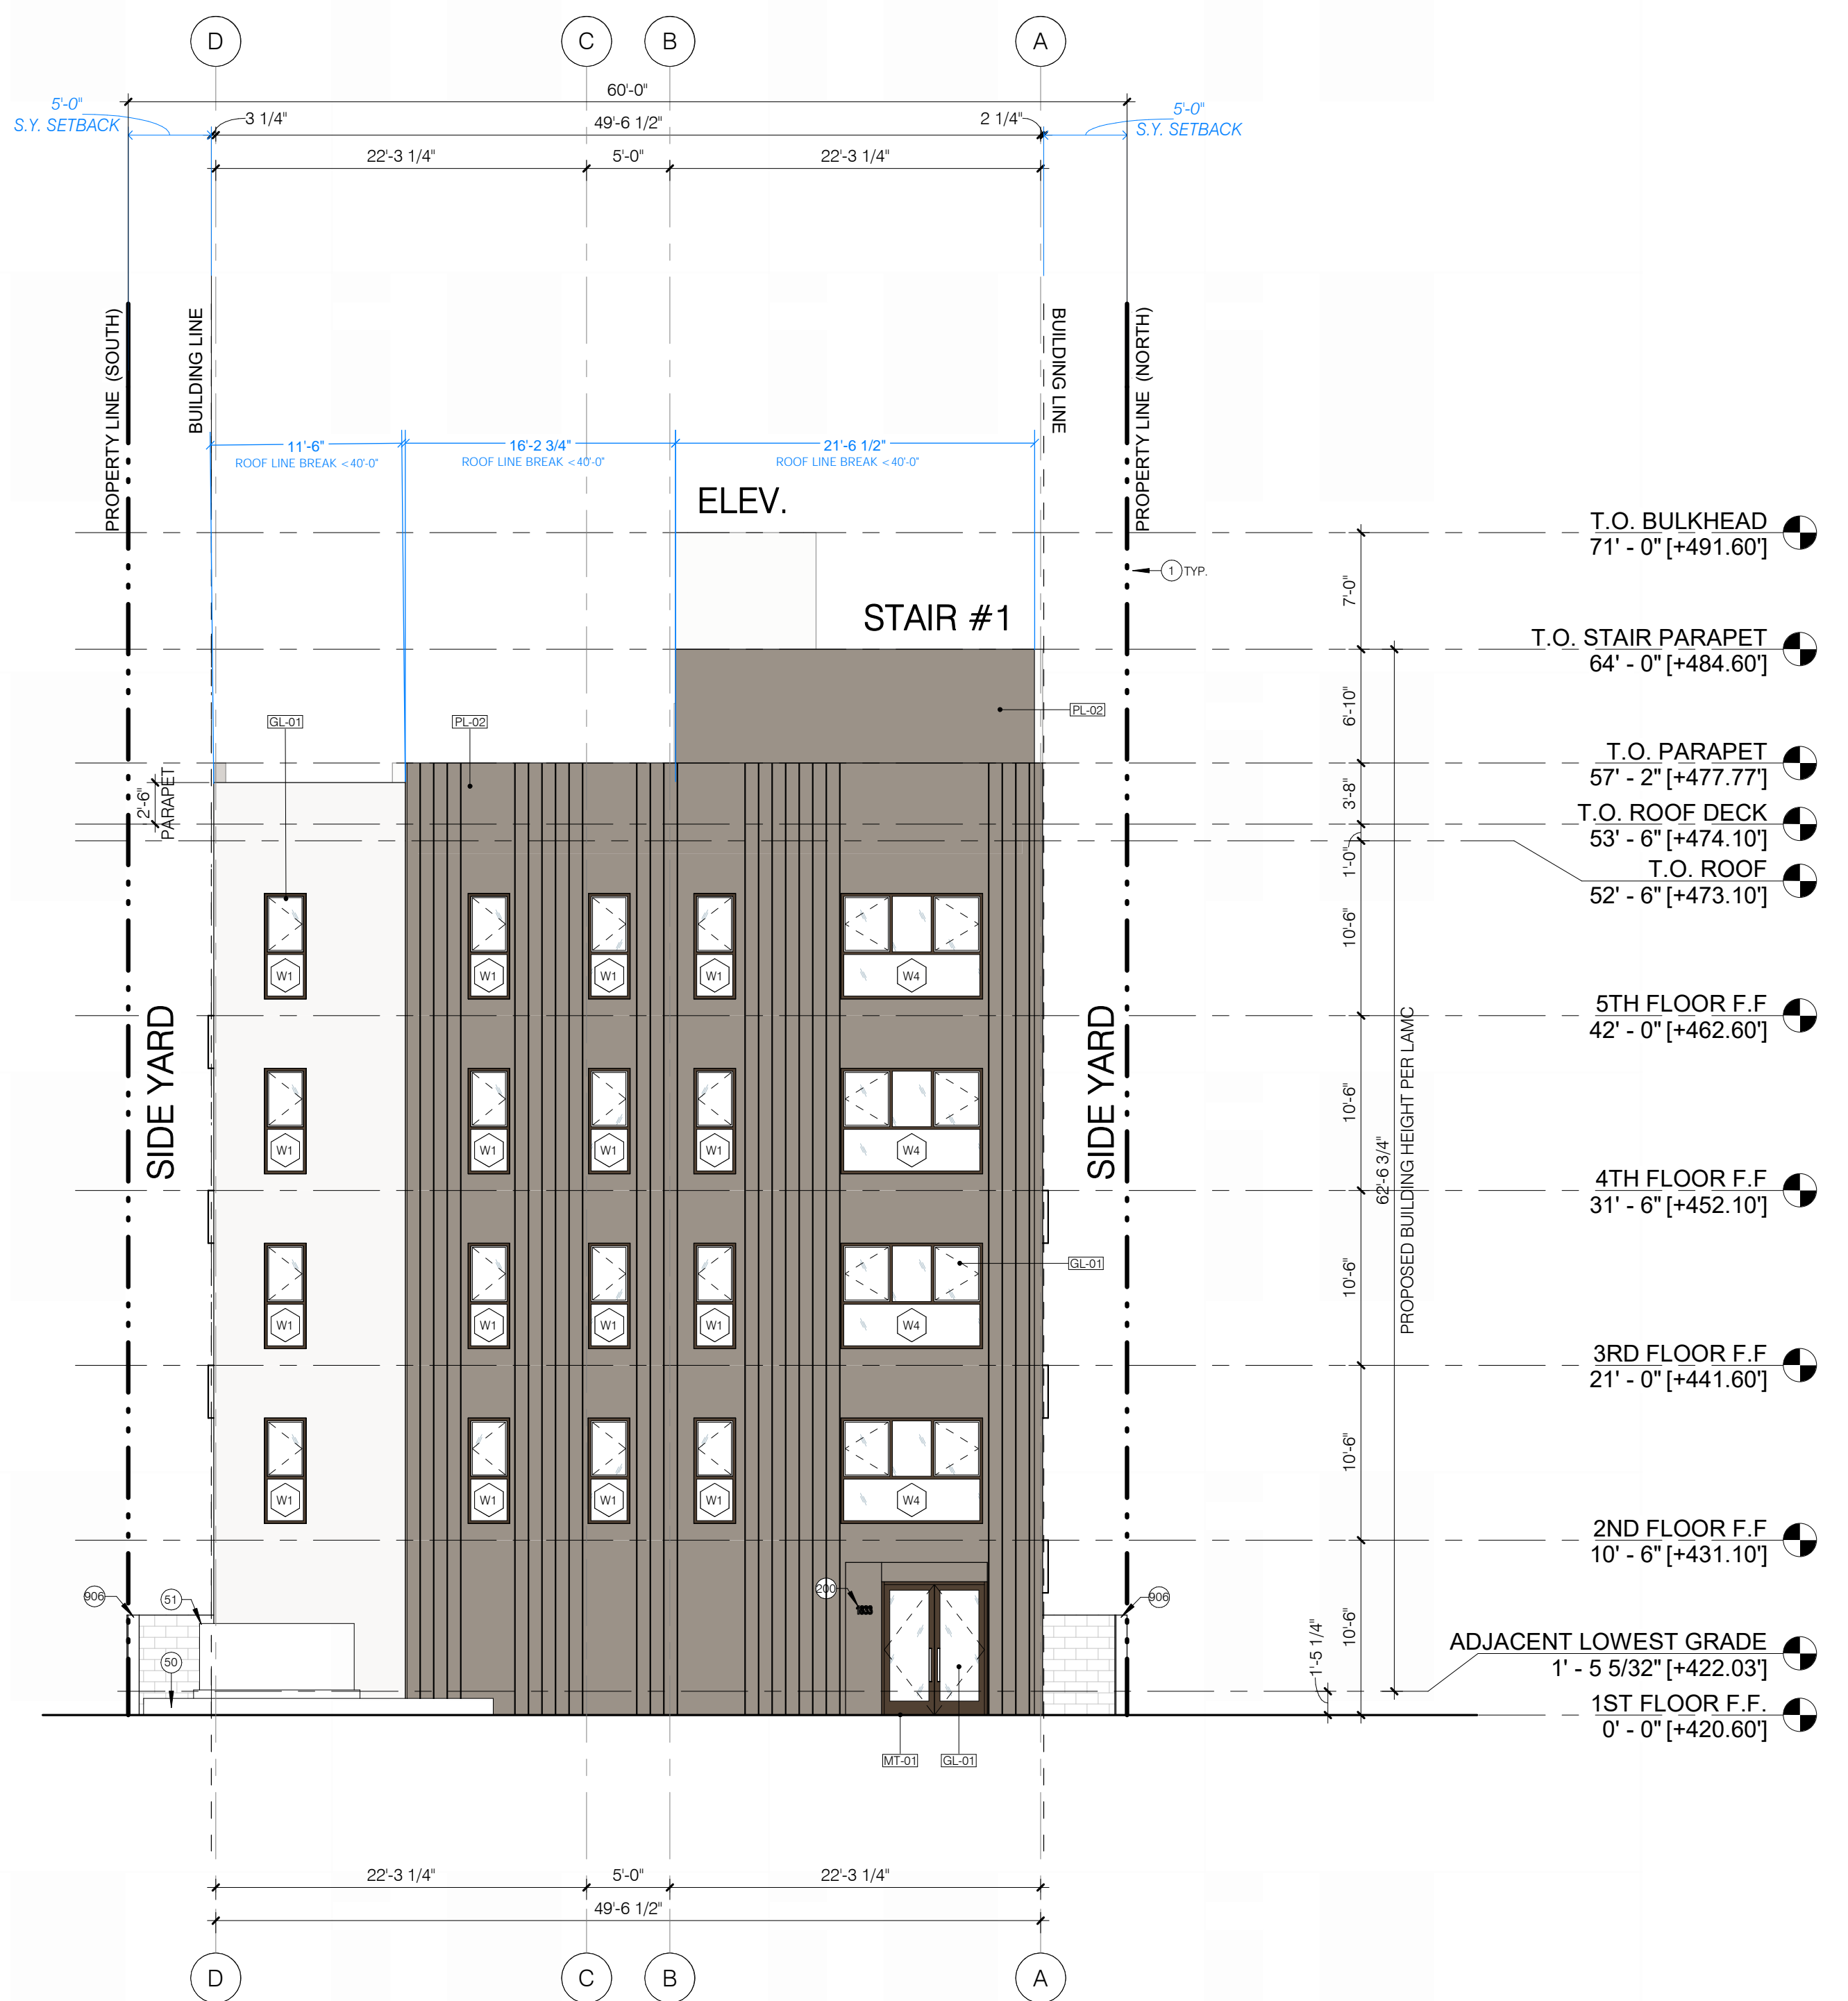 D
C
B
A
60'-0"
5'-0"
S.Y. SETBACK
3 1/4"
49'-6 1/2"
2 1/4"
5'-0"
S.Y. SETBACK
22'-3 1/4"
5'-0"
22'-3 1/4"
PROPERTY LINE (SOUTH)
BUILDING LINE
BUILDING LINE
PROPERTY LINE (NORTH)
11'-6"
ROOF LINE BREAK <40'-0"
16'-2 3/4"
ROOF LINE BREAK <40'-0"
21'-6 1/2"
ROOF LINE BREAK <40'-0"
ELEV.
T.O. BULKHEAD
71' - 0" [+491.60']
1
TYP.
7'-0"
STAIR #1
T.O. STAIR PARAPET
64' - 0" [+484.60']
6'-10"
GL-01
PL-02
PL-02
T.O. PARAPET
57' - 2" [+477.77']
2'-6"
PARAPET
3'-8"
T.O. ROOF DECK
53' - 6" [+474.10']
1'-0"
T.O. ROOF
52' - 6" [+473.10']
10'-6"
W1
W1
W1
W1
W4
5TH FLOOR F.F
42' - 0" [+462.60']
SIDE YARD
SIDE YARD
10'-6"
W1
W1
W1
W1
W4
62'-6 3/4"
PROPOSED BUILDING HEIGHT PER LAMC
4TH FLOOR F.F
31' - 6" [+452.10']
GL-01
10'-6"
W1
W1
W1
W1
W4
3RD FLOOR F.F
21' - 0" [+441.60']
10'-6"
W1
W1
W1
W1
W4
2ND FLOOR F.F
10' - 6" [+431.10']
906
51
200
1833
906
50
1'-5 1/4"
10'-6"
ADJACENT LOWEST GRADE
1' - 5 5/32" [+422.03']
1ST FLOOR F.F.
0' - 0" [+420.60']
MT-01
GL-01
22'-3 1/4"
5'-0"
22'-3 1/4"
49'-6 1/2"
D
C
B
A